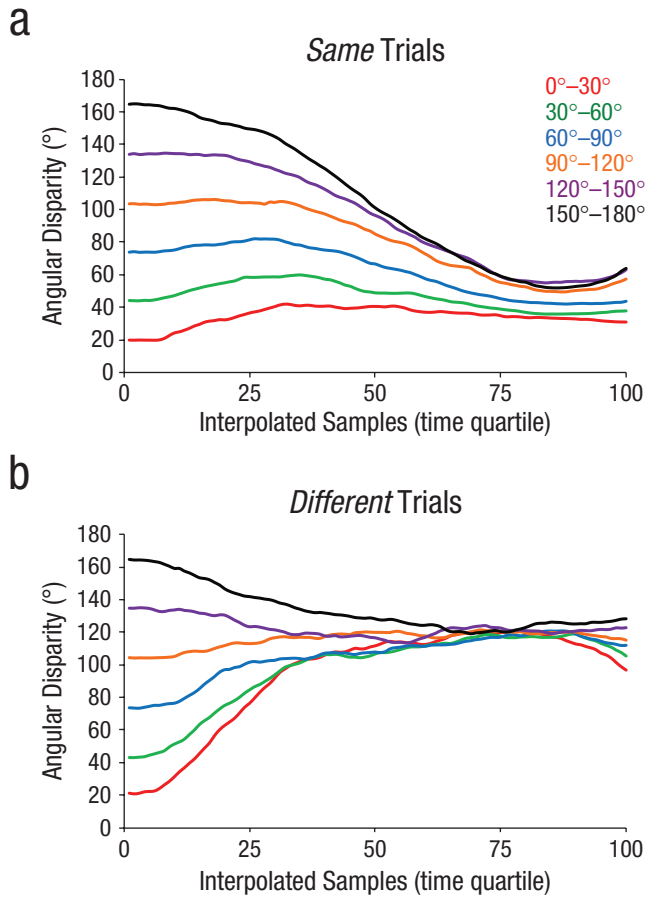 a
Same Trials
180
160
140
120
100
80
60
40
20
0
Angular Disparity (°)
0°–30°
30°–60°
60°–90°
90°–120°
120°–150°
150°–180°
0 25 50 75 100
Interpolated Samples (time quartile)
b
Different Trials
180
160
140
120
100
80
60
40
20
0
Angular Disparity (°)
0 25 50 75 100
Interpolated Samples (time quartile)